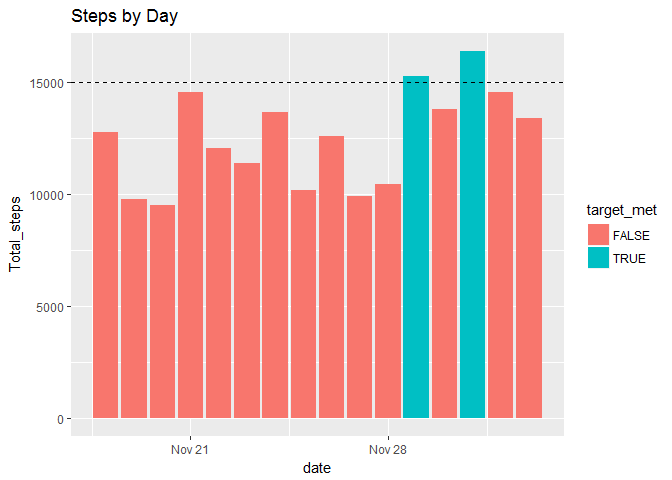 Steps by Day
15000
10000
5000
0
Total_steps
Nov 21
Nov 28
date
target_met
FALSE
TRUE